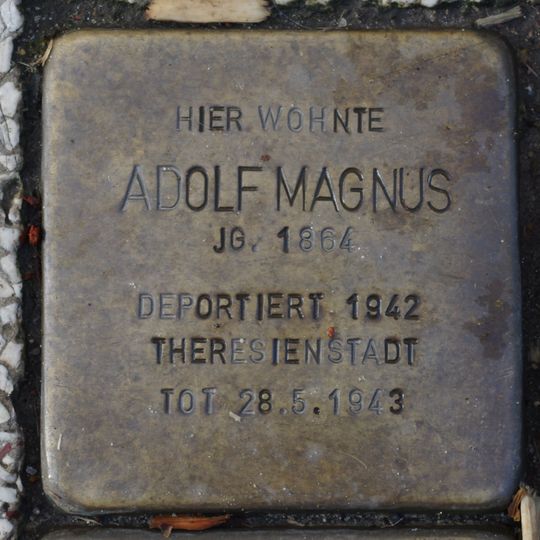 HIER WOHNTE
ADOLF MAGNUS
JG. 1864
DEPORTIERT 1942
THERESIENSTADT
TOT 28.5.1943